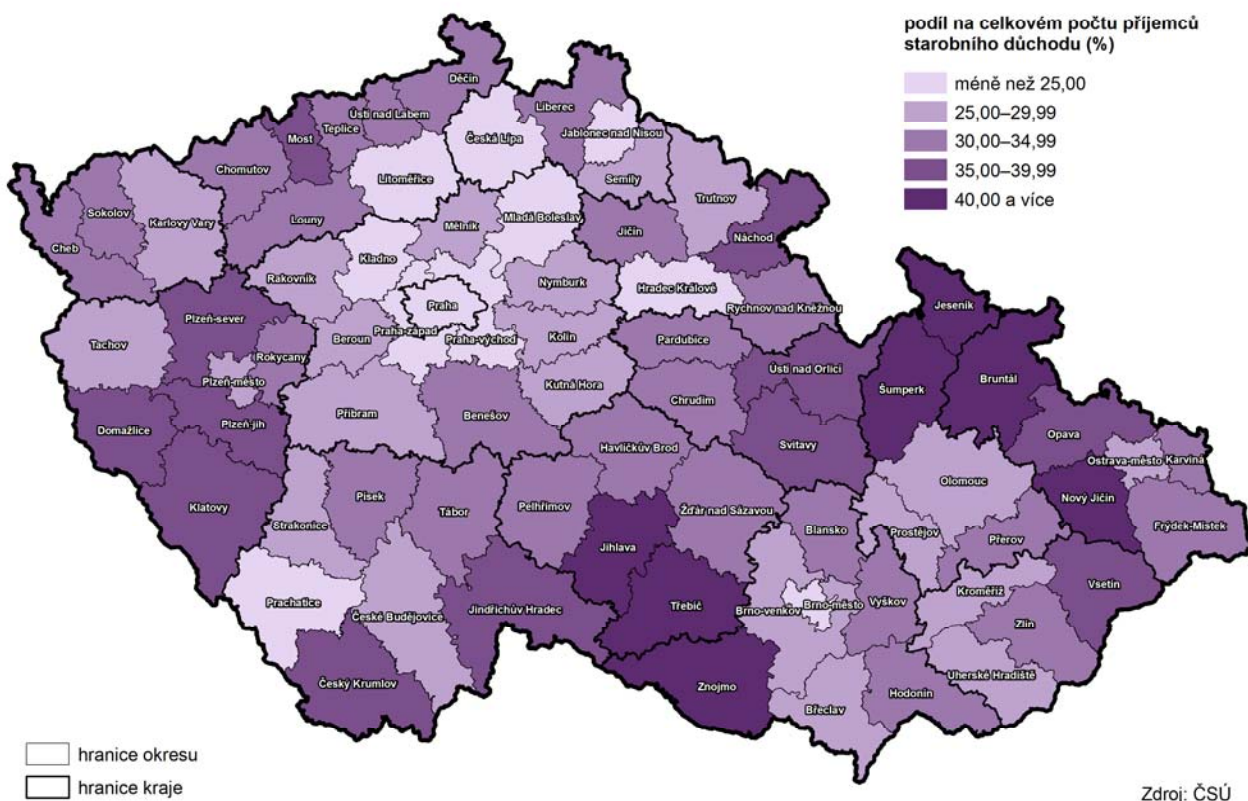 podíl na celkovém počtu příjemců
starobního důchodu (%)
méně než 25,00
25,00–29,99
30,00–34,99
35,00–39,99
40,00 a více
Děčín
Liberec
Ústí nad Labem
Teplice
Most
Česká Lípa
Jablonec nad Nisou
Chomutov
Litoměřice
Semily
Trutnov
Sokolov
Karlovy Vary
Louny
Mělník
Mladá Boleslav
Jičín
Náchod
Cheb
Kladno
Rakovník
Nymburk
Hradec Králové
Praha
Rychnov nad Kněžnou
Jeseník
Plzeň-sever
Tachov
Rokycany
Beroun
Praha-západ
Praha-východ
Kolín
Pardubice
Plzeň-město
Kutná Hora
Ústí nad Orlicí
Šumperk
Bruntál
Příbram
Benešov
Chrudim
Domažlice
Plzeň-jih
Havlíčkův Brod
Svitavy
Opava
Ostrava-město
Karviná
Olomouc
Klatovy
Písek
Strakonice
Tábor
Pelhřimov
Žďár nad Sázavou
Blansko
Prostějov
Přerov
Nový Jičín
Frýdek-Místek
Jihlava
Vsetín
Kroměříž
Prachatice
České Budějovice
Jindřichův Hradec
Třebíč
Brno-venkov
Brno-město
Vyškov
Zlín
Uherské Hradiště
Český Krumlov
Znojmo
Hodonín
Břeclav
hranice okresu
hranice kraje
Zdroj: ČSÚ